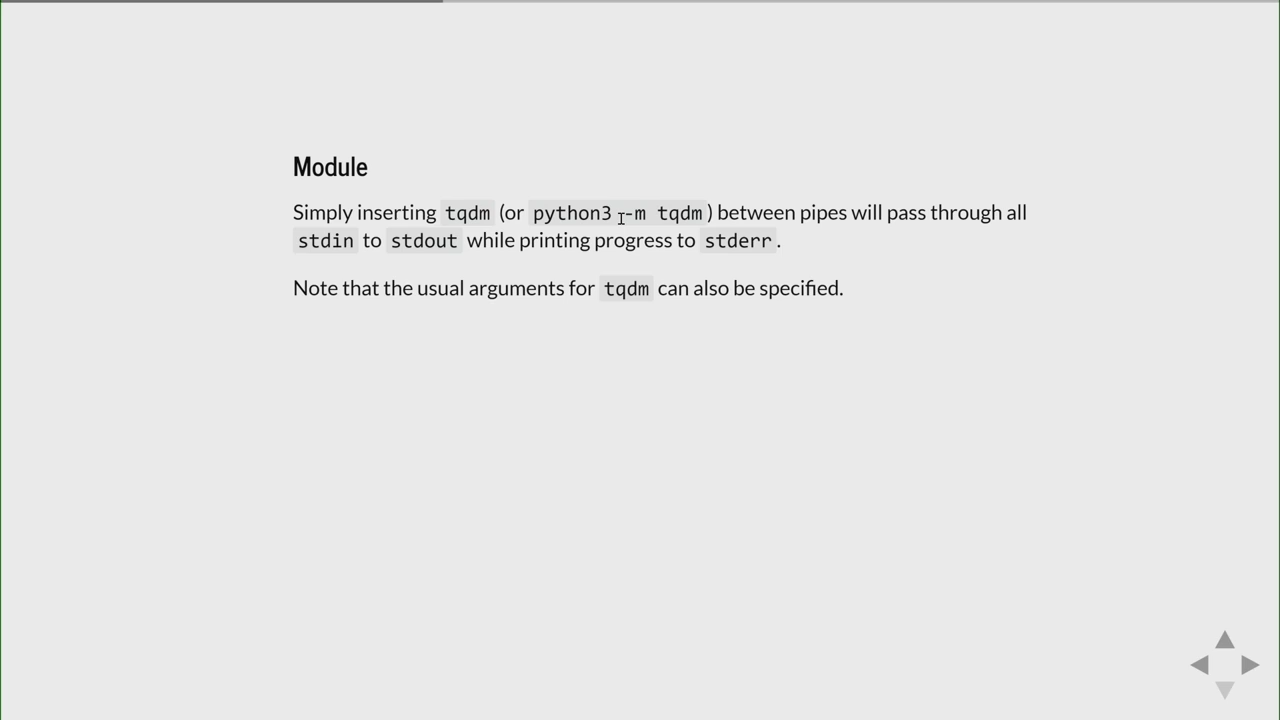 Module
Simply inserting tqdm (or python3 -m tqdm) between pipes will pass through all
stdin to stdout while printing progress to stderr.
Note that the usual arguments for tqdm can also be specified.